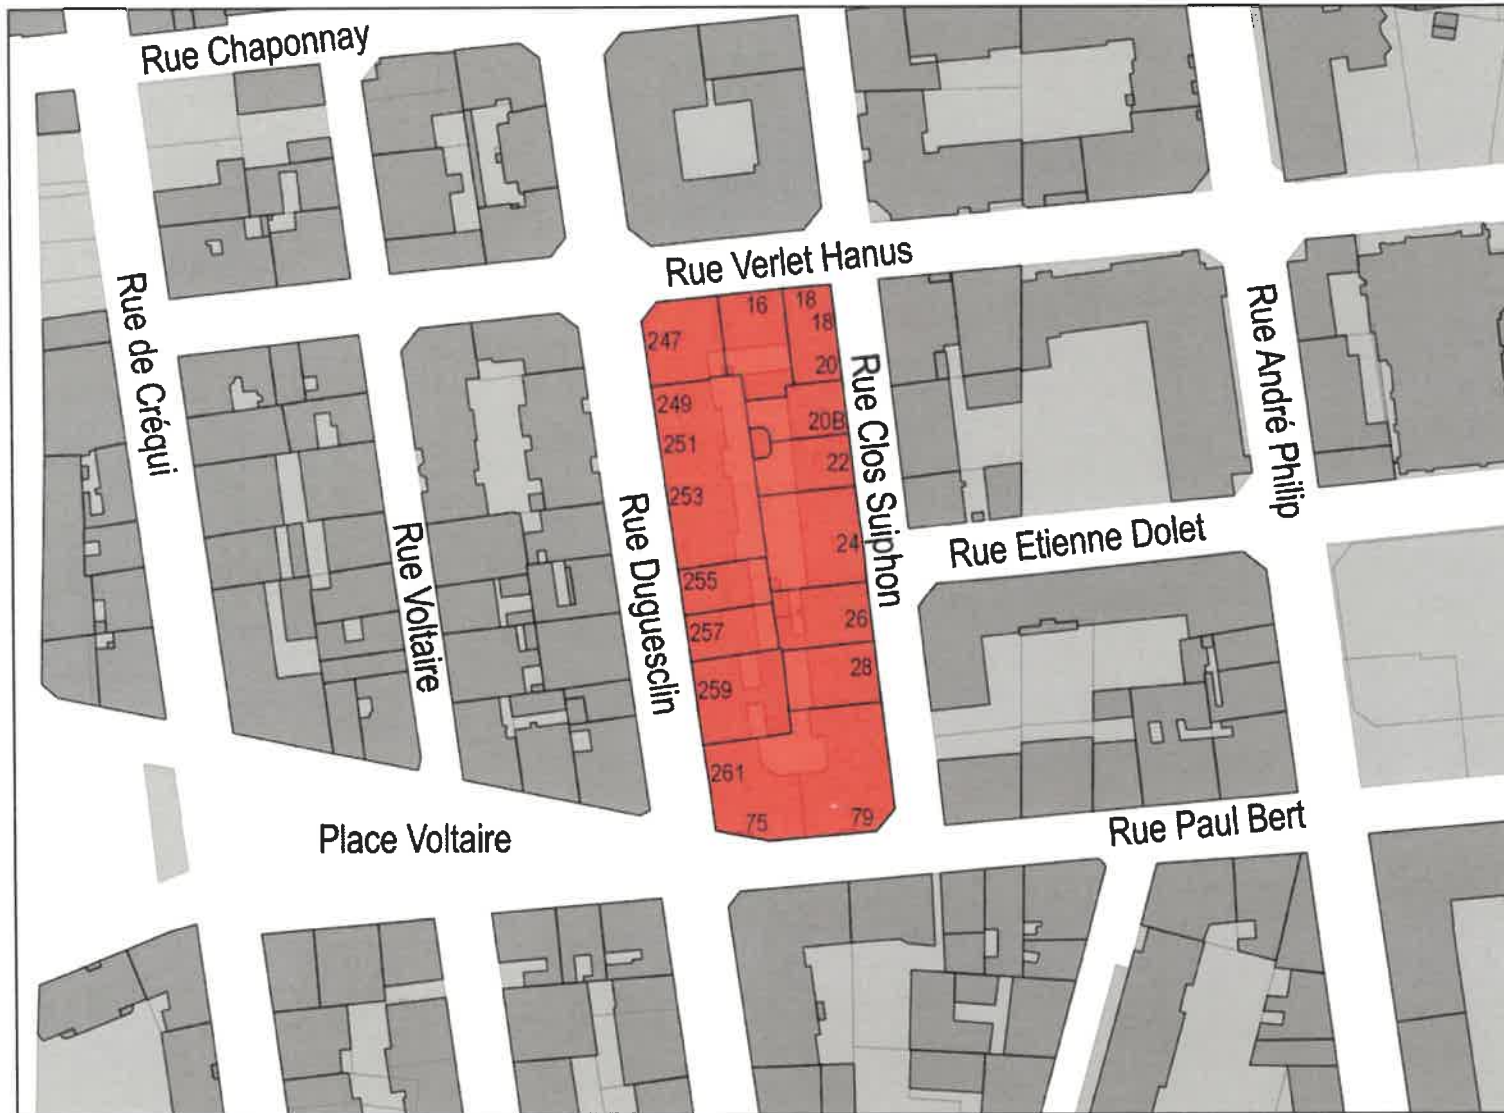 Rue Chaponnay
Rue Verlet Hanus
Rue de Créqui
Rue André Philip
16
18
18
247
20
Rue Clos Suiphon
249
20B
251
22
253
Rue Duguesclin
Rue Voltaire
24
Rue Etienne Dolet
255
26
257
28
259
261
75
79
Place Voltaire
Rue Paul Bert